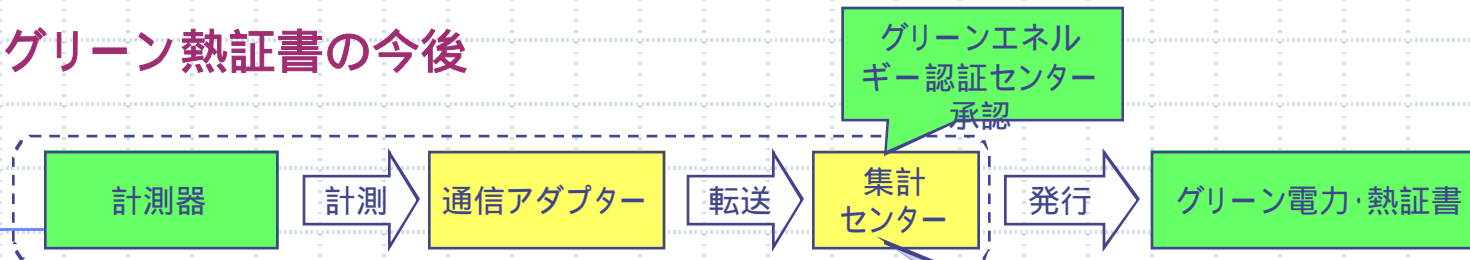 グリーン熱証書の今後
グリーンエネル
ギー認証センター
承認
計測器
計測
通信アダプター
転送
集計
センター
発行
グリーン電力・熱証書